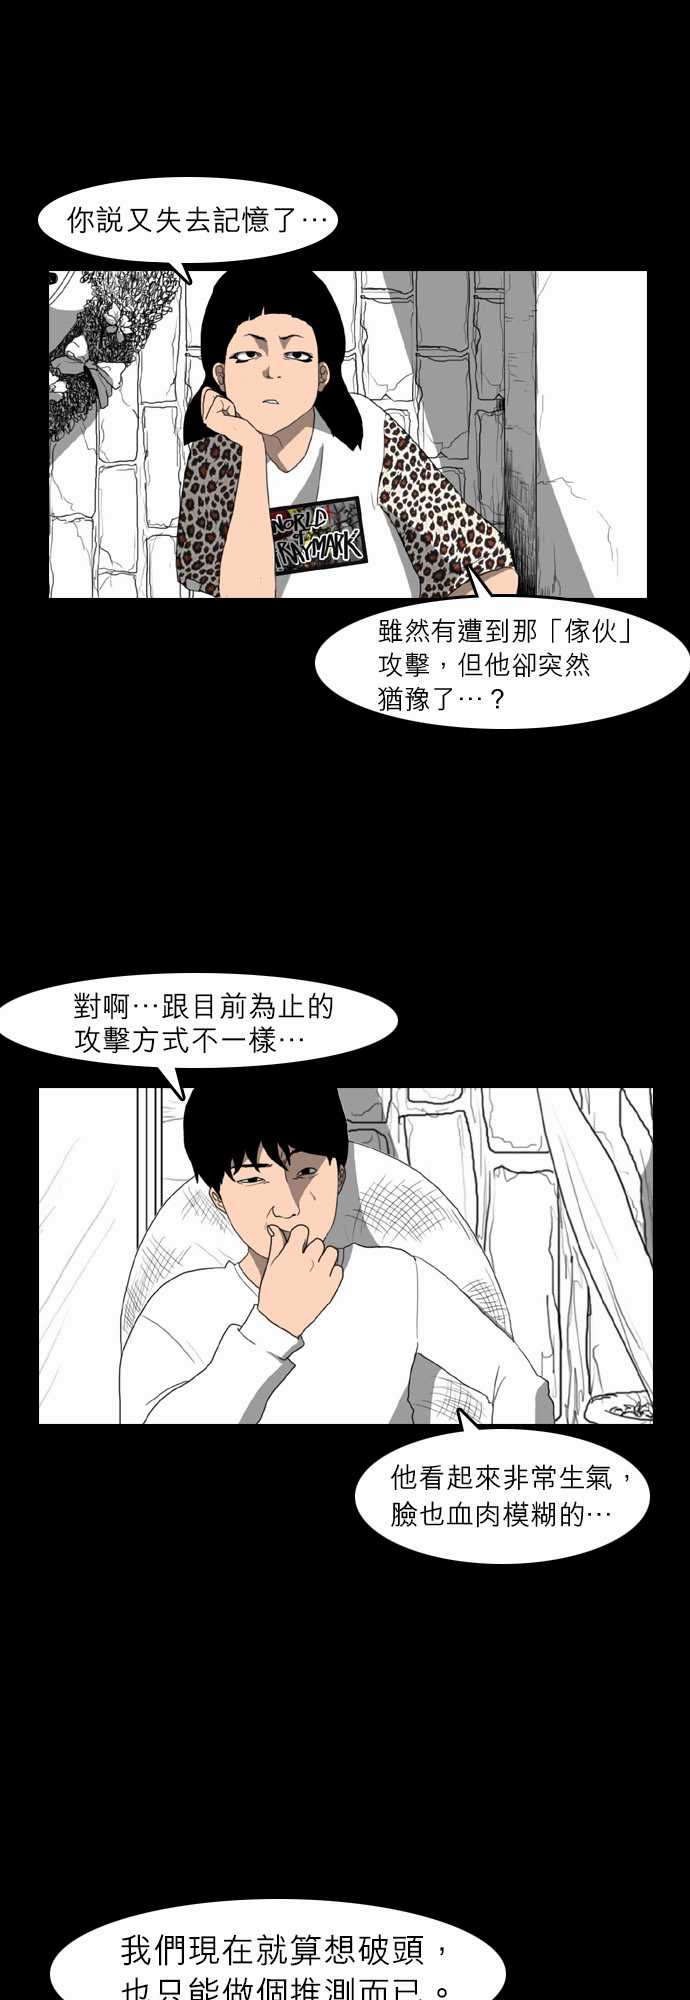 你説又失去記憶了…
WORLD
RAYMARK
雖然有遭到那「傢伙」
攻擊，但他卻突然
猶豫了…？
對啊…跟目前為止的
攻擊方式不一樣…
他看起來非常生氣，
臉也血肉模糊的…
我們現在就算想破頭，
也只能做個推測而已。